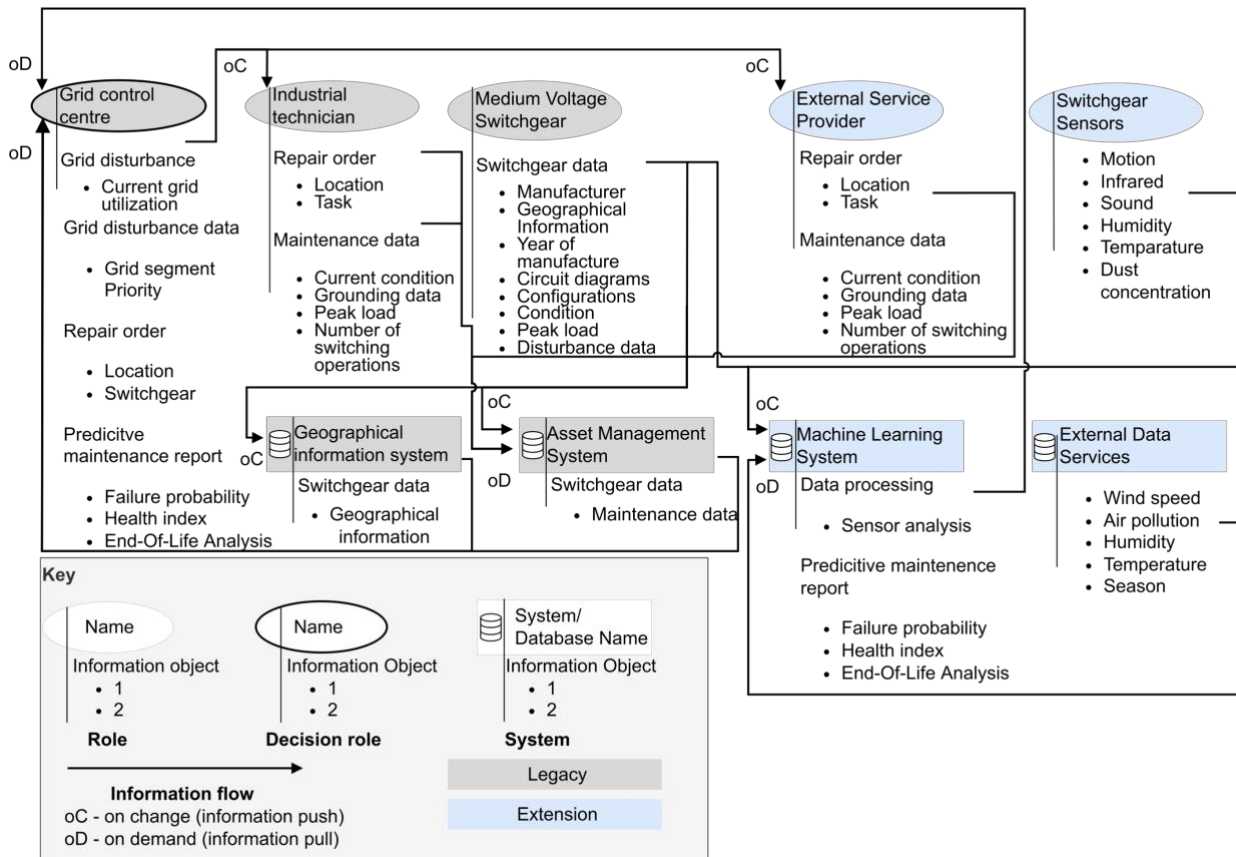 oD
oC
oC
Grid control
centre
oD
Grid disturbance
• Current grid
utilization
Grid disturbance data
• Grid segment
Priority
Repair order
• Location
• Switchgear
Predicitve
maintenance report
• Failure probability
• Health index
• End-Of-Life Analysis
Industrial
technician
Repair order
• Location
• Task
Maintenance data
• Current condition
• Grounding data
• Peak load
• Number of
switching
operations
Medium Voltage
Switchgear
Switchgear data
• Manufacturer
• Geographical
Information
• Year of
manufacture
• Circuit diagrams
• Configurations
• Condition
• Peak load
• Disturbance data
External Service
Provider
Repair order
• Location
• Task
Maintenance data
• Current condition
• Grounding data
• Peak load
• Number of switching
operations
Switchgear
Sensors
• Motion
• Infrared
• Sound
• Humidity
• Temparature
• Dust
concentration
oC
Geographical
information system
Switchgear data
• Geographical
information
oC
oD
Asset Management
System
Switchgear data
• Maintenance data
oC
oD
Machine Learning
System
Data processing
• Sensor analysis
Predicitive maintenence
report
• Failure probability
• Health index
• End-Of-Life Analysis
External Data
Services
• Wind speed
• Air pollution
• Humidity
• Temperature
• Season
Key
Name
Information object
• 1
• 2
Role
Name
Information Object
• 1
• 2
Decision role
System/
Database Name
Information Object
• 1
• 2
System
Information flow
oC - on change (information push)
oD - on demand (information pull)
Legacy
Extension